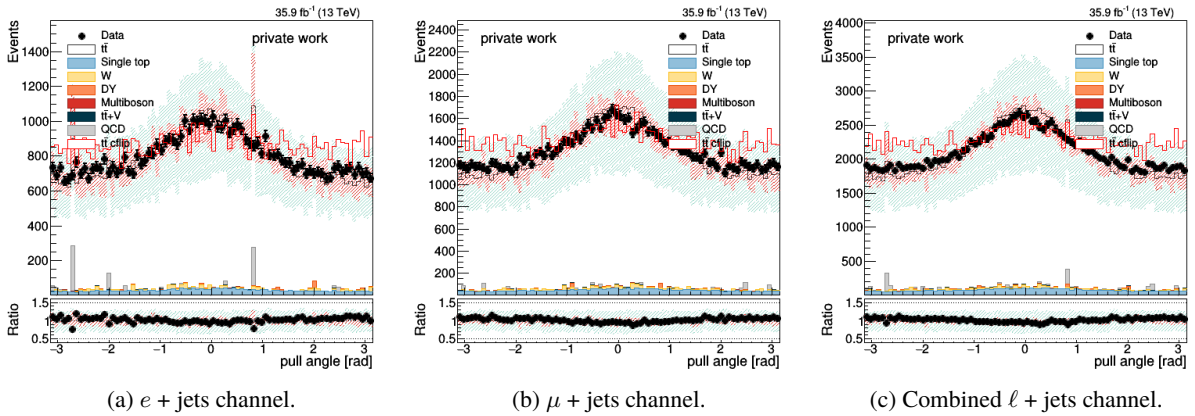 35.9 fb⁻¹ (13 TeV)
Events
private work
Data
tt̄
Single top
W
DY
Multiboson
tt̄+V
QCD
tt̄ cflip
1400
1200
1000
800
600
400
200
Ratio
1.5
1
0.5
−3 −2 −1 0 1 2 3
pull angle [rad]
(a) e + jets channel.
35.9 fb⁻¹ (13 TeV)
Events
private work
Data
tt̄
Single top
W
DY
Multiboson
tt̄+V
QCD
tt̄ cflip
2400
2200
2000
1800
1600
1400
1200
1000
800
600
400
200
Ratio
1.5
1
0.5
−3 −2 −1 0 1 2 3
pull angle [rad]
(b) μ + jets channel.
35.9 fb⁻¹ (13 TeV)
Events
private work
Data
tt̄
Single top
W
DY
Multiboson
tt̄+V
QCD
tt̄ cflip
4000
3500
3000
2500
2000
1500
1000
500
Ratio
1.5
1
0.5
−3 −2 −1 0 1 2 3
pull angle [rad]
(c) Combined ℓ + jets channel.